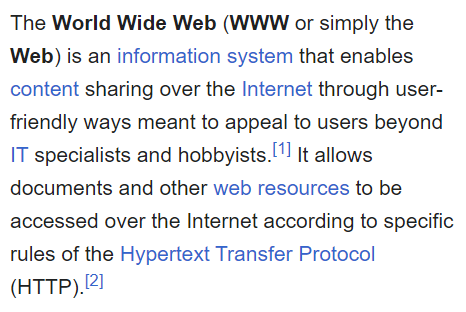 The World Wide Web (WWW or simply the
Web) is an information system that enables
content sharing over the Internet through user-
friendly ways meant to appeal to users beyond
IT specialists and hobbyists.[1] It allows
documents and other web resources to be
accessed over the Internet according to specific
rules of the Hypertext Transfer Protocol
(HTTP).[2]